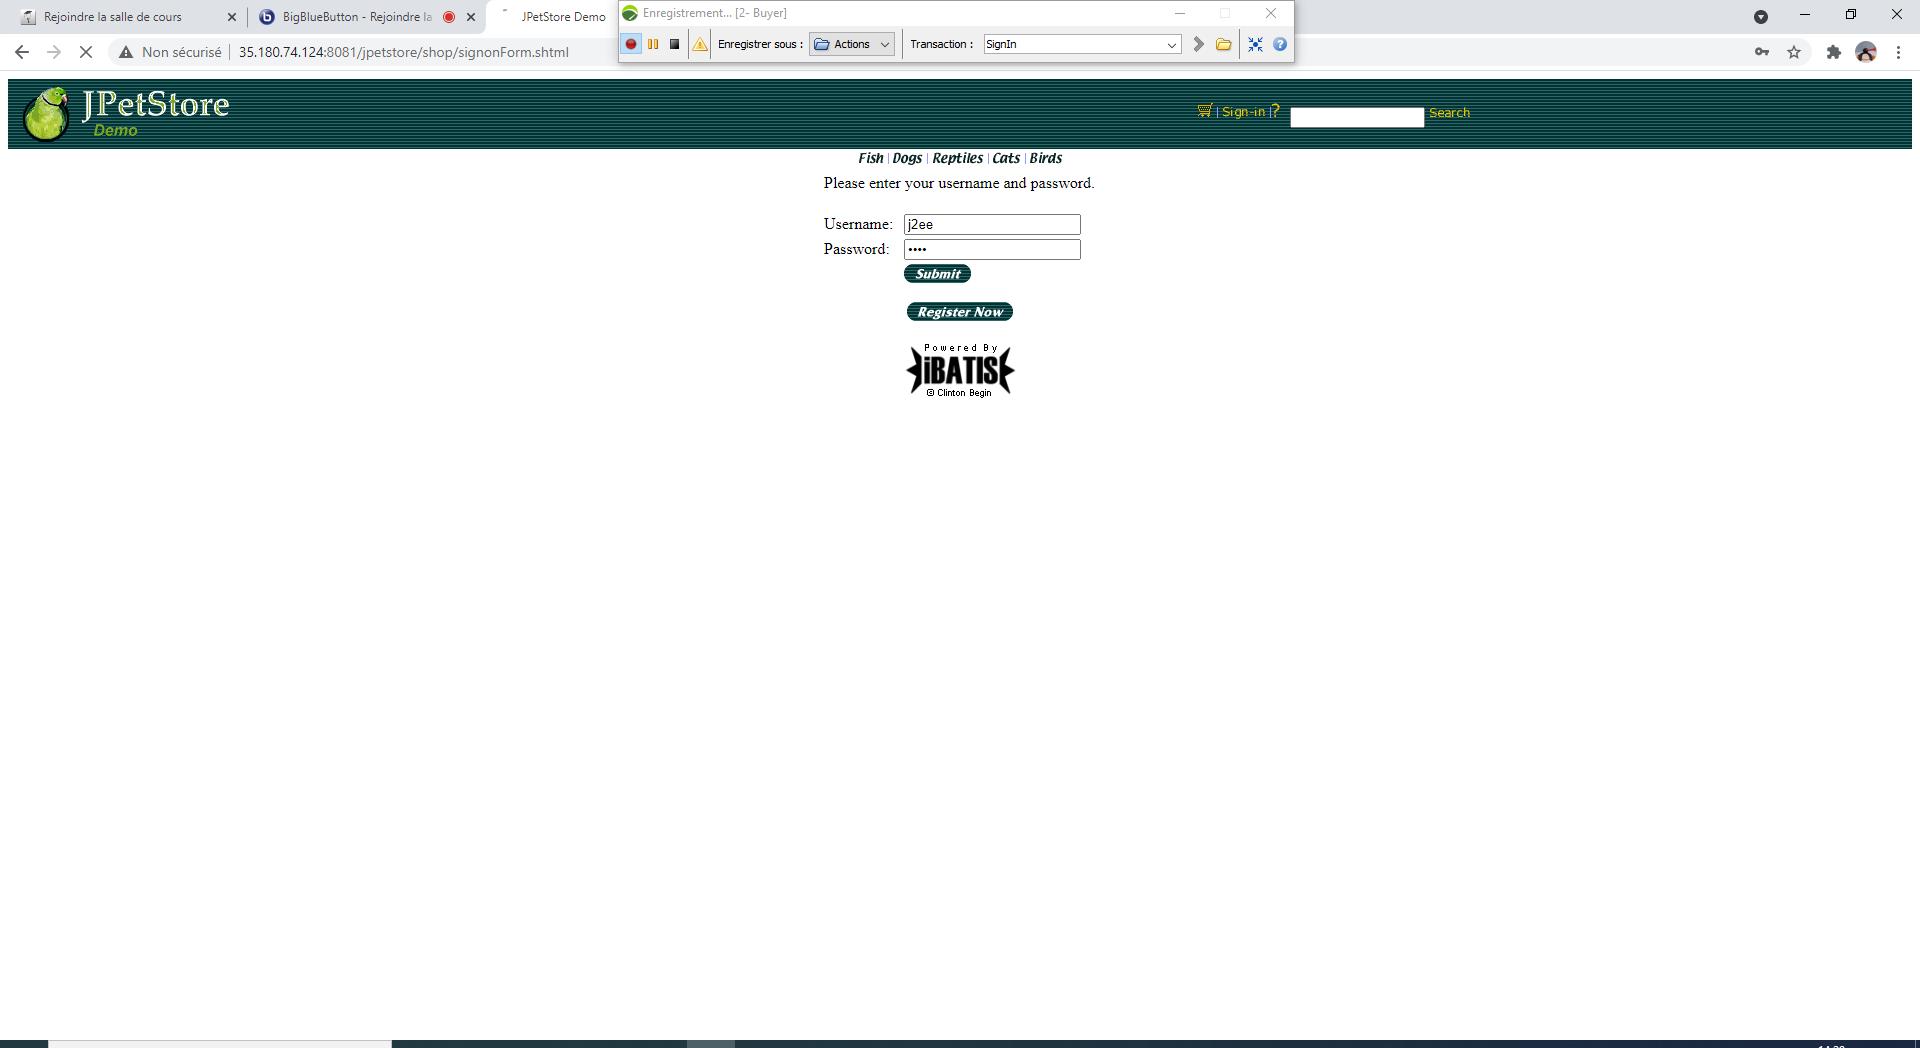 Rejoindre la salle de cours
BigBlueButton - Rejoindre la
JPetStore Demo
Enregistrement... [2- Buyer]
Enregistrer sous : Actions Transaction : SignIn
Non sécurisé 35.180.74.124:8081/jpetstore/shop/signonForm.shtml
JPetStore
Demo
| Sign-in | ? Search
Fish | Dogs | Reptiles | Cats | Birds
Please enter your username and password.
Username: j2ee
Password: ••••
Submit
Register Now
Powered By
iBATIS
© Clinton Begin